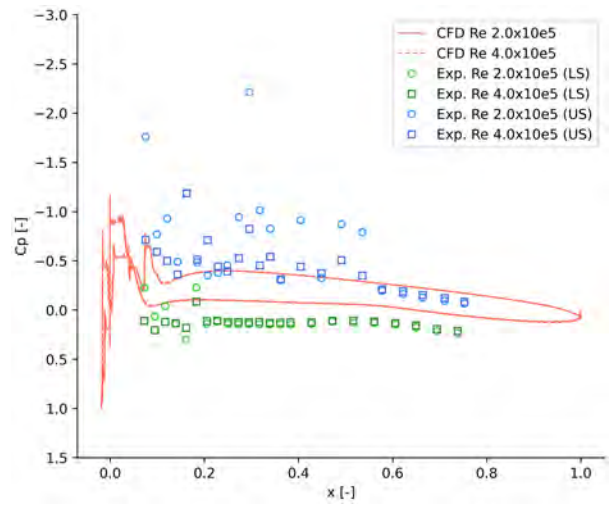 −3.0
−2.5
−2.0
−1.5
−1.0
−0.5
0.0
0.5
1.0
1.5
Cp [-]
0.0
0.2
0.4
0.6
0.8
1.0
x [-]
CFD Re 2.0x10e5
CFD Re 4.0x10e5
Exp. Re 2.0x10e5 (LS)
Exp. Re 4.0x10e5 (LS)
Exp. Re 2.0x10e5 (US)
Exp. Re 4.0x10e5 (US)